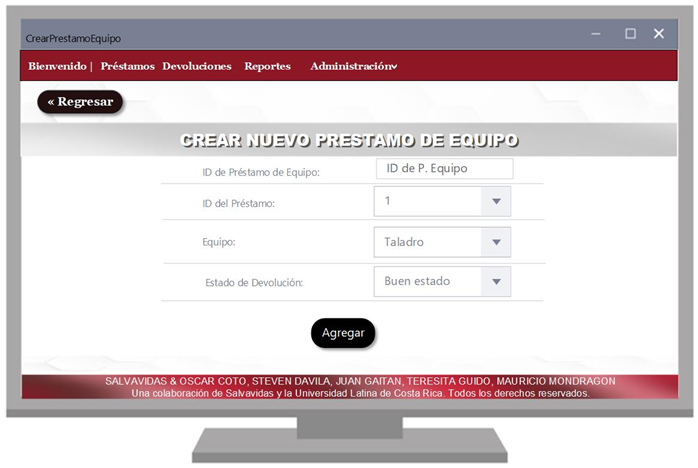 CrearPrestamoEquipo
Bienvenido | Préstamos Devoluciones Reportes Administración
« Regresar
CREAR NUEVO PRESTAMO DE EQUIPO
ID de Préstamo de Equipo: ID de P. Equipo
ID del Préstamo: 1
Equipo: Taladro
Estado de Devolución: Buen estado
Agregar
SALVAVIDAS & OSCAR COTO, STEVEN DAVILA, JUAN GAITAN, TERESITA GUIDO, MAURICIO MONDRAGON
Una colaboración de Salvavidas y la Universidad Latina de Costa Rica. Todos los derechos reservados.